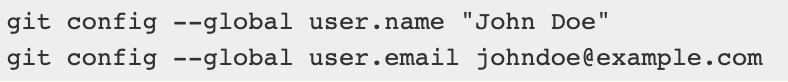 git config --global user.name "John Doe"
git config --global user.email johndoe@example.com